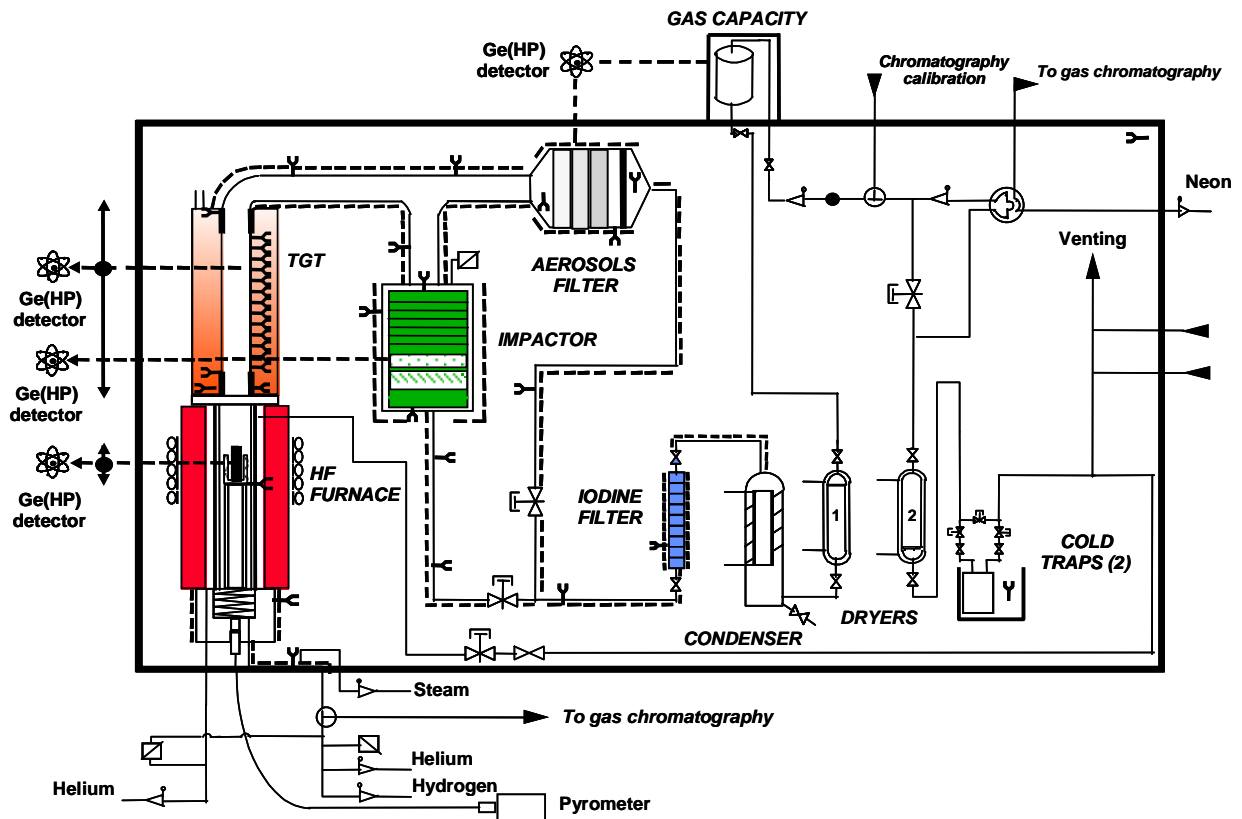 GAS CAPACITY
Ge(HP)
detector
Chromatography
calibration
To gas chromatography
Neon
Venting
TGT
AEROSOLS
FILTER
Ge(HP)
detector
IMPACTOR
Ge(HP)
detector
HF
FURNACE
Ge(HP)
detector
IODINE
FILTER
1
2
COLD
TRAPS (2)
DRYERS
CONDENSER
Steam
To gas chromatography
Helium
Helium
Hydrogen
Pyrometer